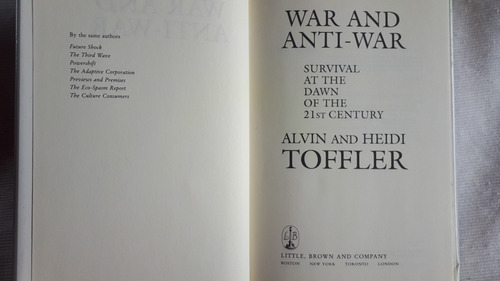 By the same authors
Future Shock
The Third Wave
Powershift
The Adaptive Corporation
Previews and Premises
The Eco-Spasm Report
The Culture Consumers
WAR AND
ANTI-WAR
SURVIVAL
AT THE
DAWN
OF THE
21ST CENTURY
ALVIN AND HEIDI
TOFFLER
L B
LITTLE, BROWN AND COMPANY
BOSTON NEW YORK TORONTO LONDON